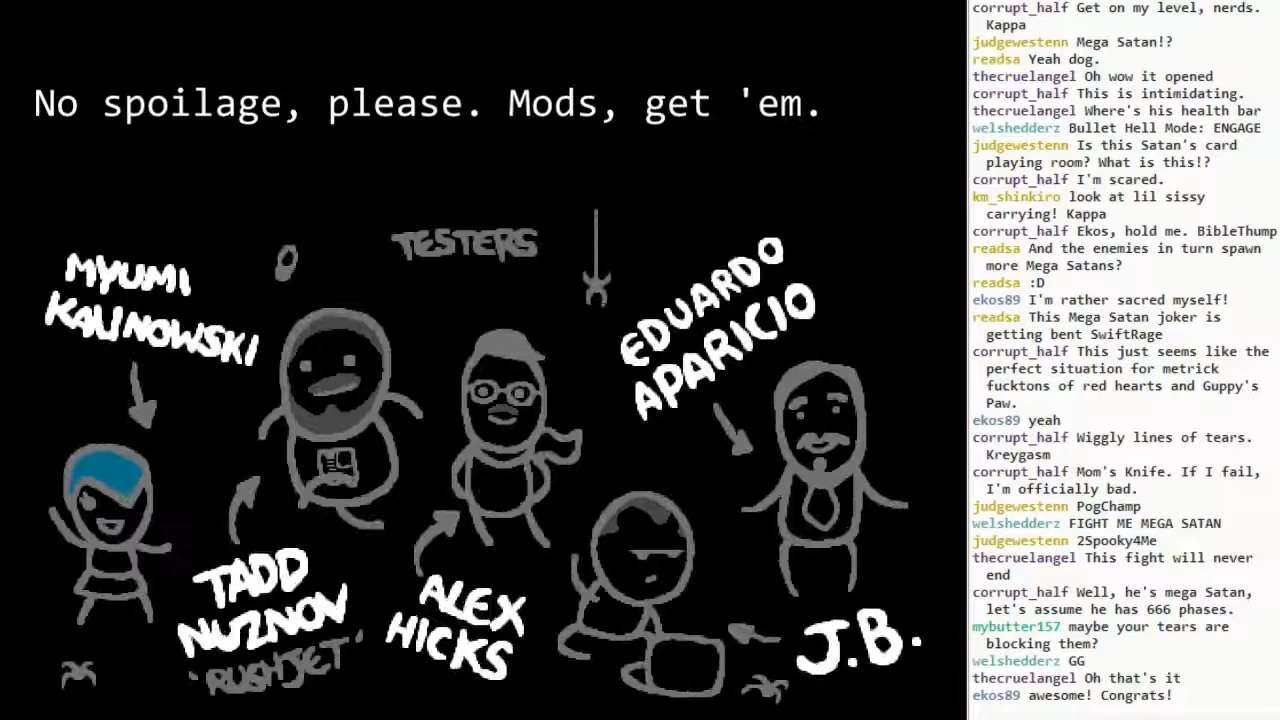 No spoilage, please. Mods, get 'em.
TESTERS
MYUMI
KALINOWSKI
EDUARDO
APARICIO
TADD
NUZNOV
'RUSHJET'
ALEX
HICKS
J.B.
corrupt_half Get on my level, nerds.
Kappa
judgewestenn Mega Satan!?
readsa Yeah dog.
thecruelangel Oh wow it opened
corrupt_half This is intimidating.
thecruelangel Where's his health bar
welshedderz Bullet Hell Mode: ENGAGE
judgewestenn Is this Satan's card
playing room? What is this!?
corrupt_half I'm scared.
km_shinkiro look at lil sissy
carrying! Kappa
corrupt_half Ekos, hold me. BibleThump
readsa And the enemies in turn spawn
more Mega Satans?
readsa :D
ekos89 I'm rather sacred myself!
readsa This Mega Satan joker is
getting bent SwiftRage
corrupt_half This just seems like the
perfect situation for metrick
fucktons of red hearts and Guppy's
Paw.
ekos89 yeah
corrupt_half Wiggly lines of tears.
Kreygasm
corrupt_half Mom's Knife. If I fail,
I'm officially bad.
judgewestenn PogChamp
welshedderz FIGHT ME MEGA SATAN
judgewestenn 2Spooky4Me
thecruelangel This fight will never
end
corrupt_half Well, he's mega Satan,
let's assume he has 666 phases.
mybutter157 maybe your tears are
blocking them?
welshedderz GG
thecruelangel Oh that's it
ekos89 awesome! Congrats!